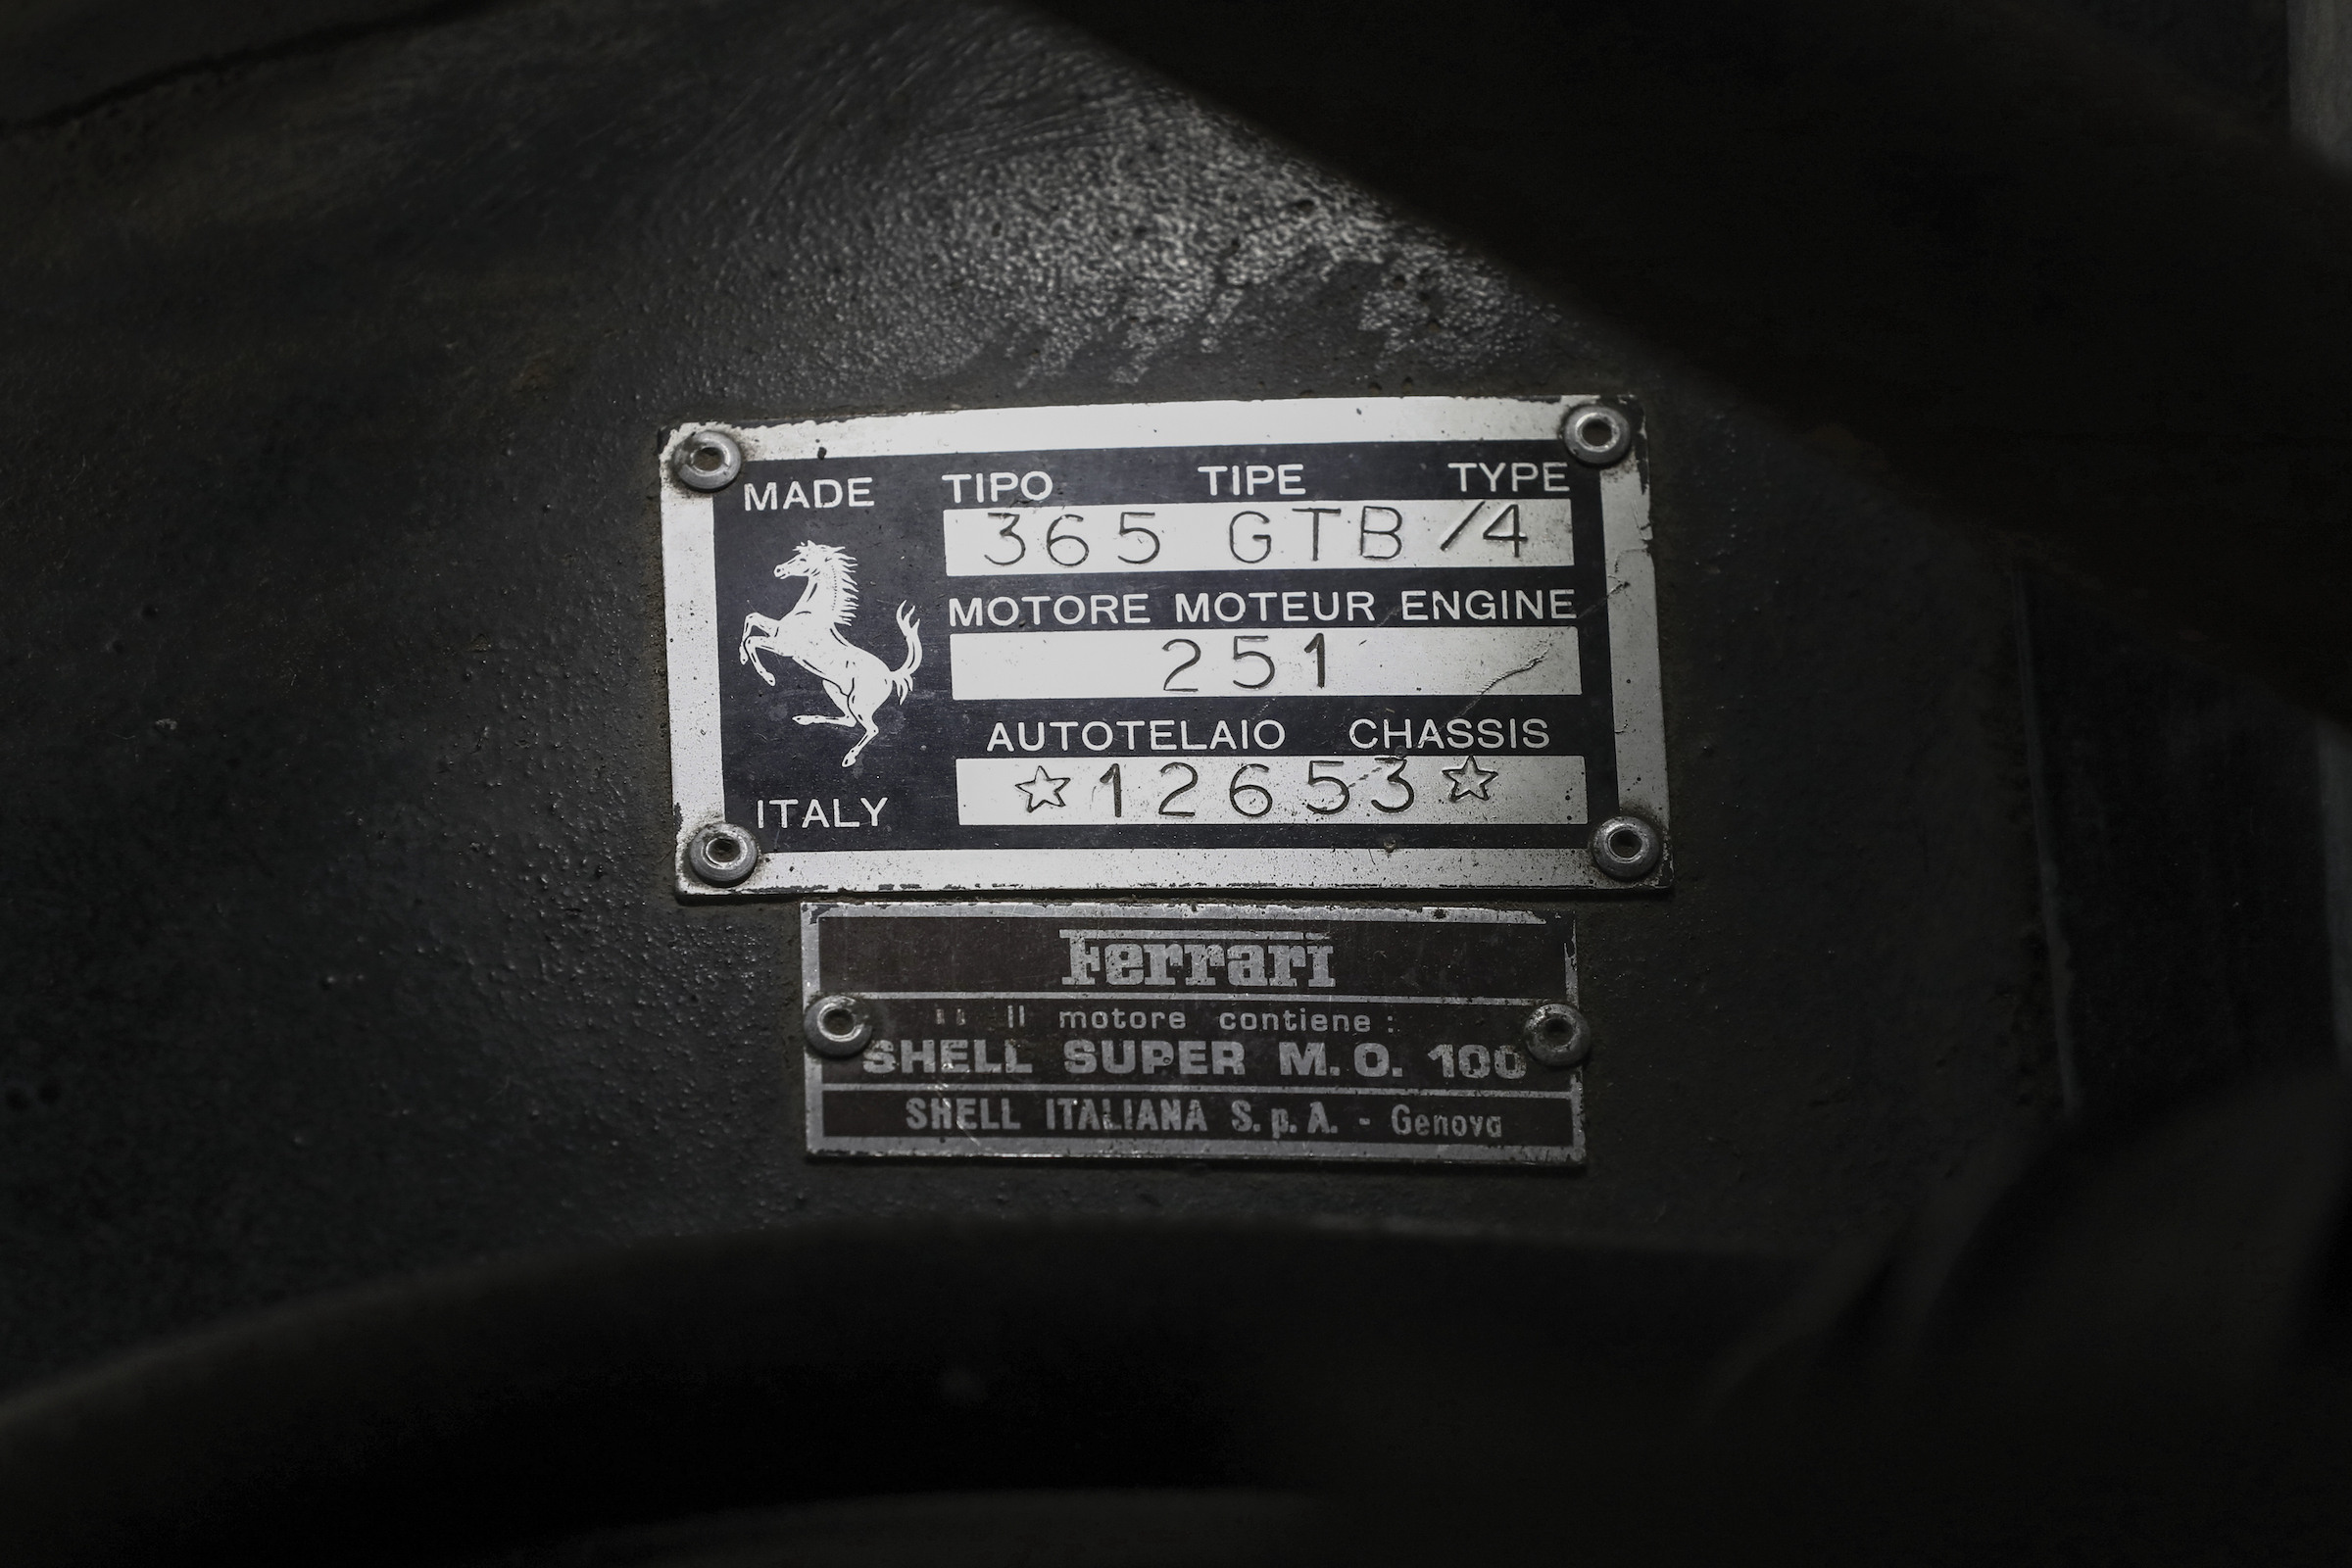 MADE
TIPO TIPE TYPE
365 GTB/4
MOTORE MOTEUR ENGINE
251
AUTOTELAIO CHASSIS
☆12653☆
ITALY
Ferrari
Il motore contiene:
SHELL SUPER M.O. 100
SHELL ITALIANA S.p.A. - Genova